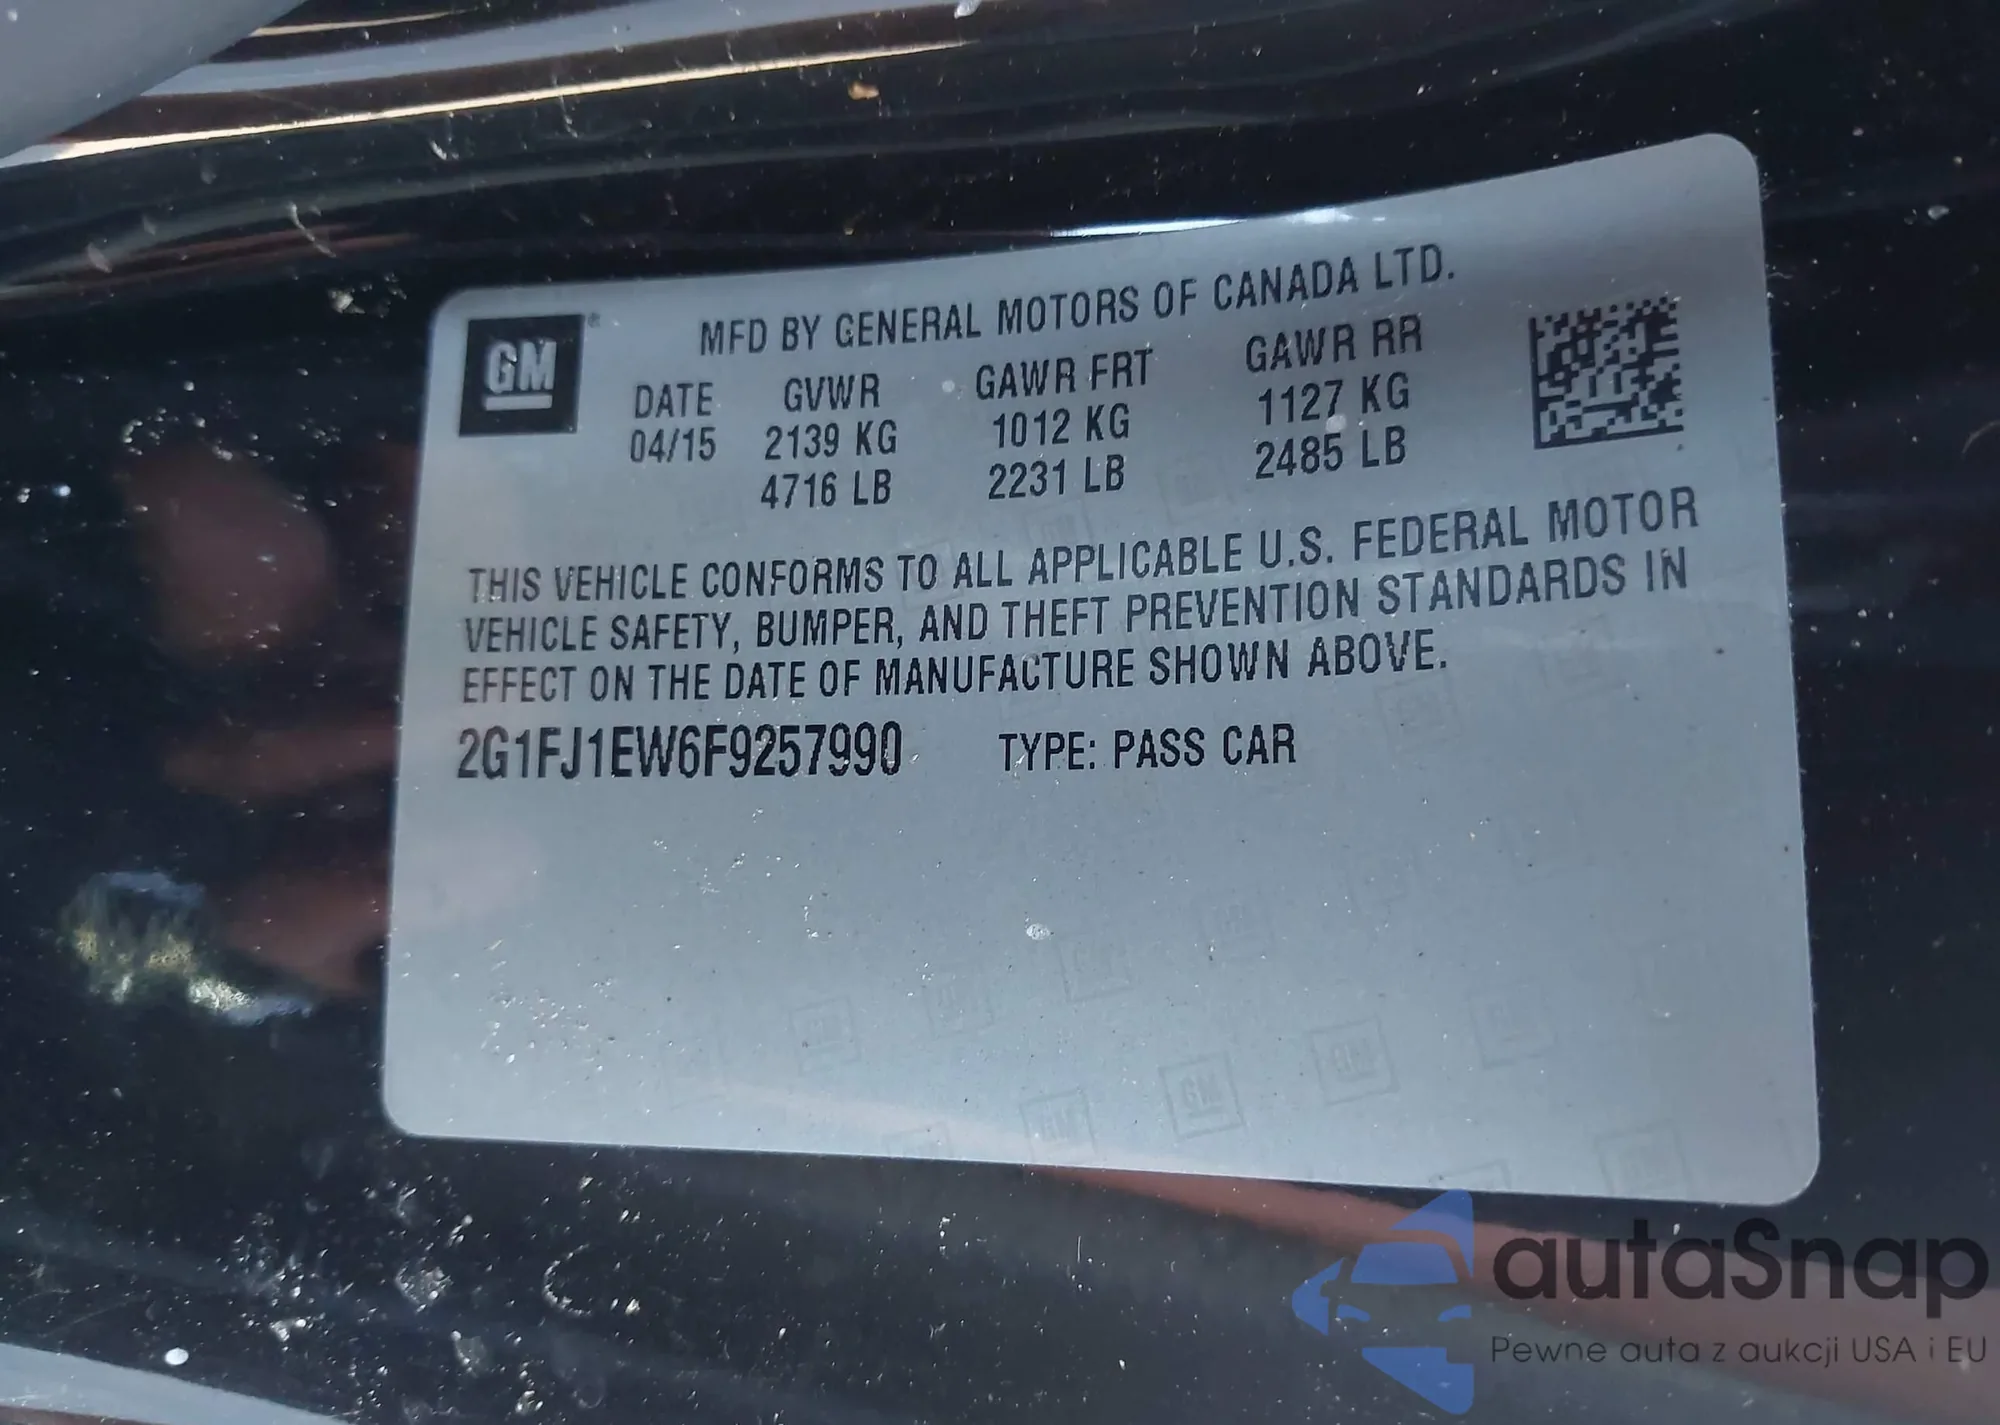 GM
MFD BY GENERAL MOTORS OF CANADA LTD.
DATE GVWR GAWR FRT GAWR RR
04/15 2139 KG 1012 KG 1127 KG
4716 LB 2231 LB 2485 LB
THIS VEHICLE CONFORMS TO ALL APPLICABLE U.S. FEDERAL MOTOR
VEHICLE SAFETY, BUMPER, AND THEFT PREVENTION STANDARDS IN
EFFECT ON THE DATE OF MANUFACTURE SHOWN ABOVE.
2G1FJ1EW6F9257990 TYPE: PASS CAR
autaSnap
Pewne auta z aukcji USA i EU